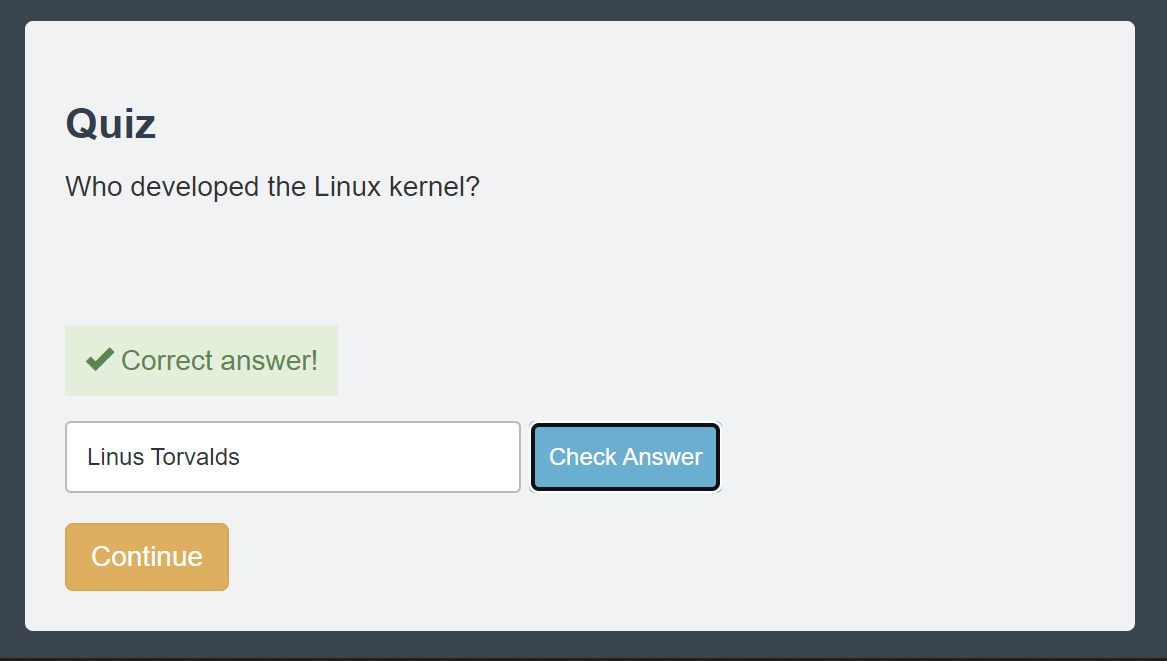 Quiz
Who developed the Linux kernel?
Correct answer!
Linus Torvalds
Check Answer
Continue